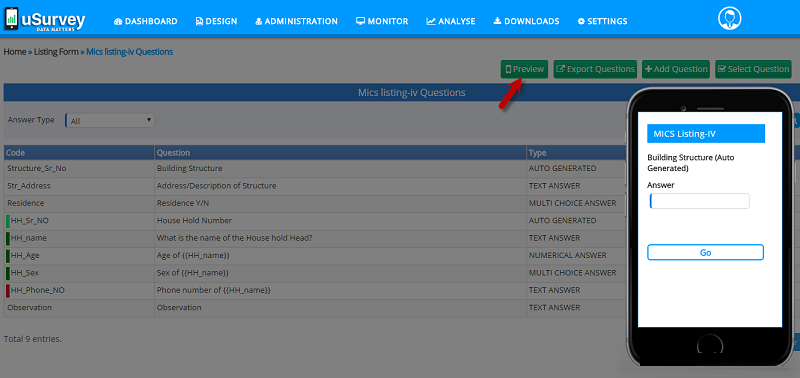 uSurvey
DATA MATTERS
DASHBOARD DESIGN ADMINISTRATION MONITOR ANALYSE DOWNLOADS SETTINGS
Home » Listing Form » Mics listing-iv Questions
Preview Export Questions Add Question Select Question
Mics listing-iv Questions
Answer Type All
Code Question Type
Structure_Sr_No Building Structure AUTO GENERATED
Str_Address Address/Description of Structure TEXT ANSWER
Residence Residence Y/N MULTI CHOICE ANSWER
HH_Sr_NO House Hold Number AUTO GENERATED
HH_name What is the name of the House hold Head? TEXT ANSWER
HH_Age Age of {{HH_name}} NUMERICAL ANSWER
HH_Sex Sex of {{HH_name}} MULTI CHOICE ANSWER
HH_Phone_NO Phone number of {{HH_name}} TEXT ANSWER
Observation Observation TEXT ANSWER
Total 9 entries.
MICS Listing-IV
Building Structure (Auto
Generated)
Answer
Go